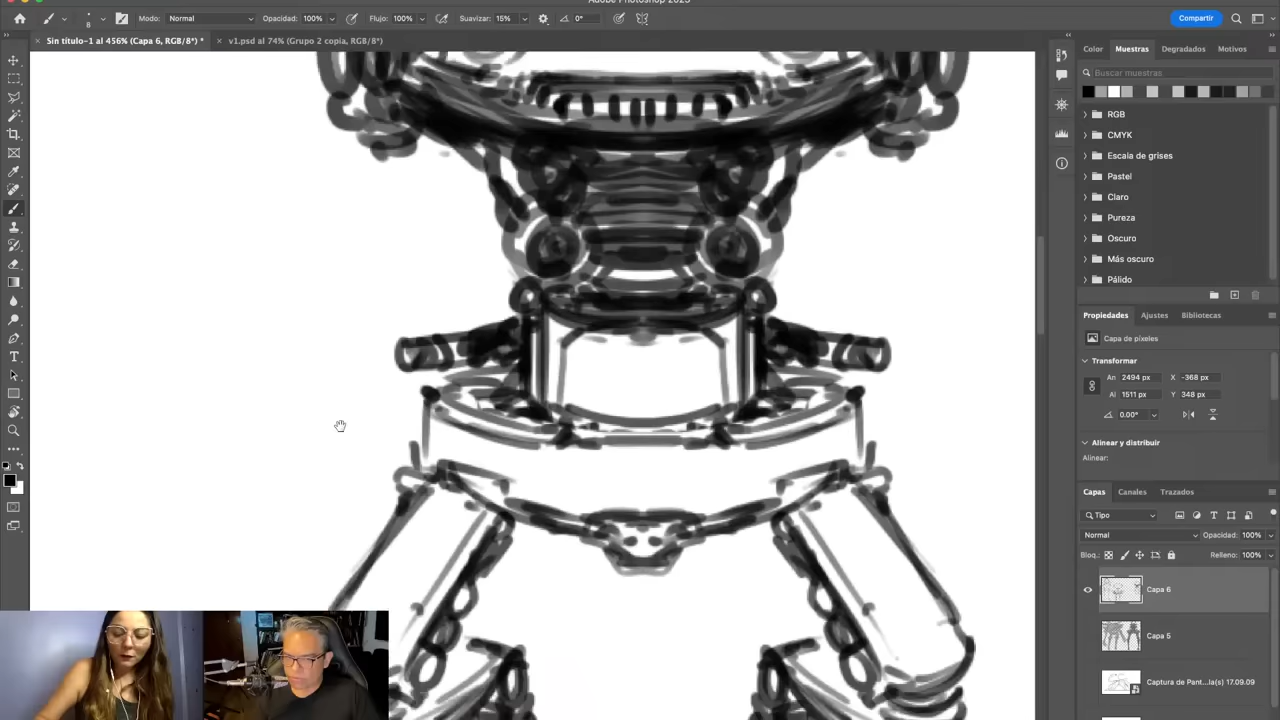 Adobe Photoshop 2023
8 Modo: Normal Opacidad: 100% Flujo: 100% Suavizar: 15% 0° Compartir
× Sin título-1 al 456% (Capa 6, RGB/8*) * × v1.psd al 74% (Grupo 2 copia, RGB/8*)
Color Muestras Degradados Motivos
Buscar muestras
RGB
CMYK
Escala de grises
Pastel
Claro
Pureza
Oscuro
Más oscuro
Pálido
Propiedades Ajustes Bibliotecas
Capa de píxeles
Transformar
An 2494 px X -368 px
Al 1511 px Y 348 px
0.00°
Alinear y distribuir
Alinear:
Capas Canales Trazados
Tipo
Normal Opacidad: 100%
Bloq.: Relleno: 100%
Capa 6
Capa 5
Captura de Pant...la(s) 17.09.09